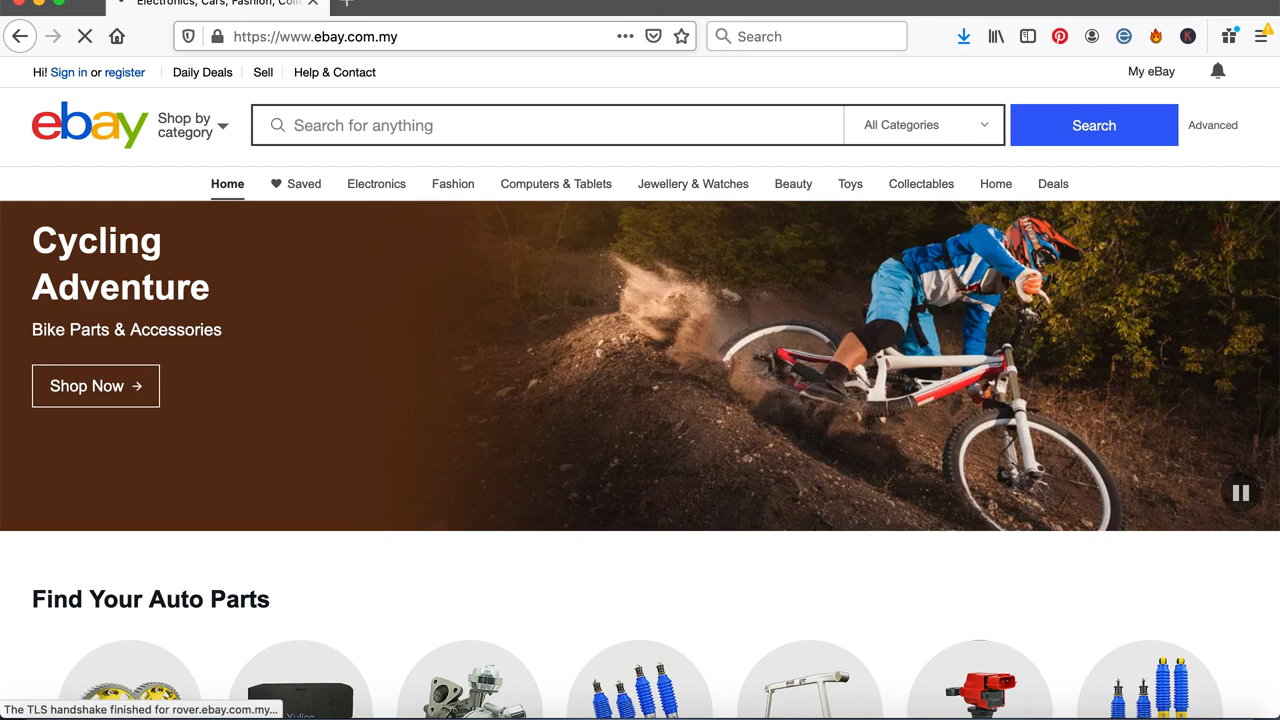 Electronics, Cars, Fashion, Coll
https://www.ebay.com.my
Search
Hi! Sign in or register
Daily Deals
Sell
Help & Contact
My eBay
ebay
Shop by
category
Search for anything
All Categories
Search
Advanced
Home
Saved
Electronics
Fashion
Computers & Tablets
Jewellery & Watches
Beauty
Toys
Collectables
Home
Deals
Cycling
Adventure
Bike Parts & Accessories
Shop Now
Find Your Auto Parts
The TLS handshake finished for rover.ebay.com.my...